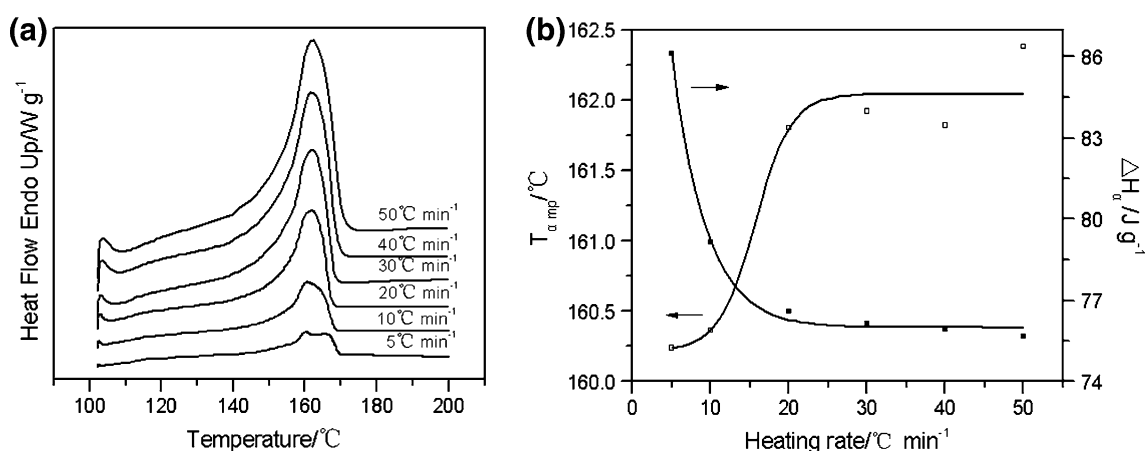 (a)
Heat Flow Endo Up/W g⁻¹
50℃ min⁻¹
40℃ min⁻¹
30℃ min⁻¹
20℃ min⁻¹
10℃ min⁻¹
5℃ min⁻¹
100 120 140 160 180 200
Temperature/℃
(b)
162.5
162.0
161.5
161.0
160.5
160.0
T α mp/℃
86
83
80
77
74
△Hα/J g⁻¹
0 10 20 30 40 50
Heating rate/℃ min⁻¹